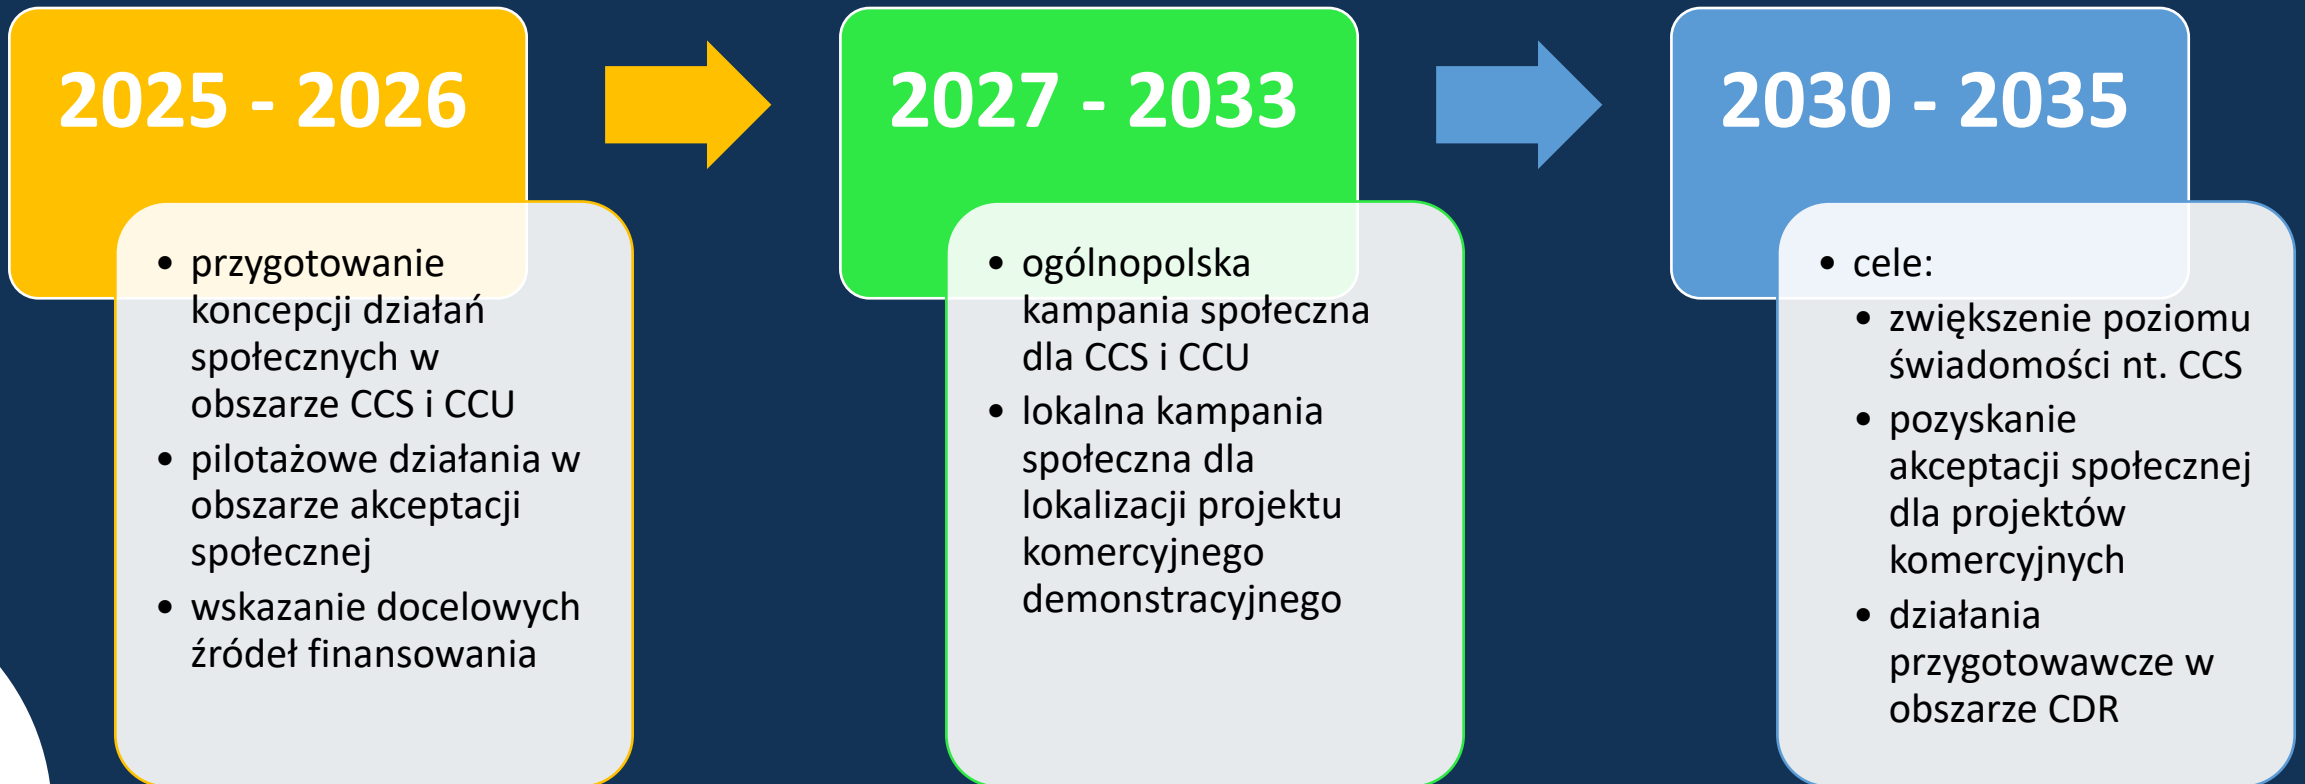 2025 - 2026
• przygotowanie
koncepcji działań
społecznych w
obszarze CCS i CCU
• pilotażowe działania w
obszarze akceptacji
społecznej
• wskazanie docelowych
źródeł finansowania
2027 - 2033
• ogólnopolska
kampania społeczna
dla CCS i CCU
• lokalna kampania
społeczna dla
lokalizacji projektu
komercyjnego
demonstracyjnego
2030 - 2035
• cele:
• zwiększenie poziomu
świadomości nt. CCS
• pozyskanie
akceptacji społecznej
dla projektów
komercyjnych
• działania
przygotowawcze w
obszarze CDR